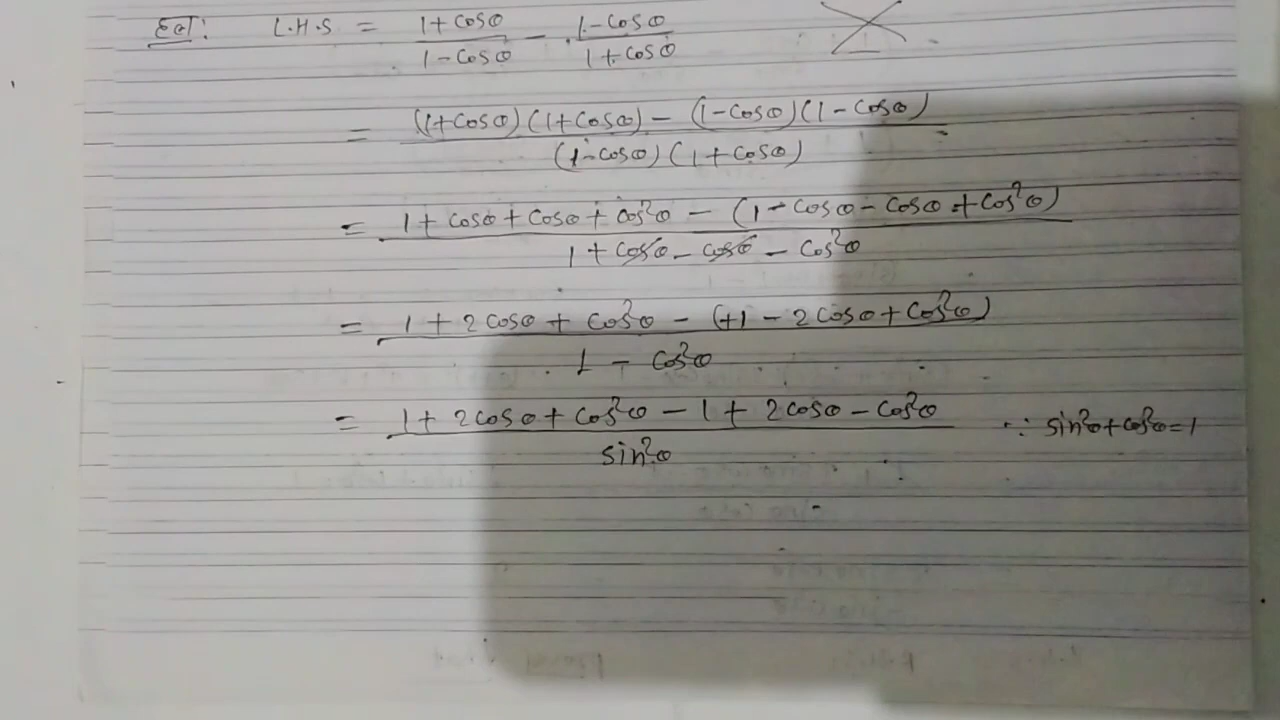 Sol: L.H.S = (1+cosθ)/(1-cosθ) - (1-cosθ)/(1+cosθ)
= ((1+cosθ)(1+cosθ) - (1-cosθ)(1-cosθ))/((1-cosθ)(1+cosθ))
= (1+cosθ+cosθ+cos²θ - (1-cosθ-cosθ+cos²θ))/(1+cosθ-cosθ-cos²θ)
= (1+2cosθ+cos²θ - (+1-2cosθ+cos²θ))/(1-cos²θ)
= (1+2cosθ+cos²θ-1+2cosθ-cos²θ)/(sin²θ) ∵ sin²θ+cos²θ=1